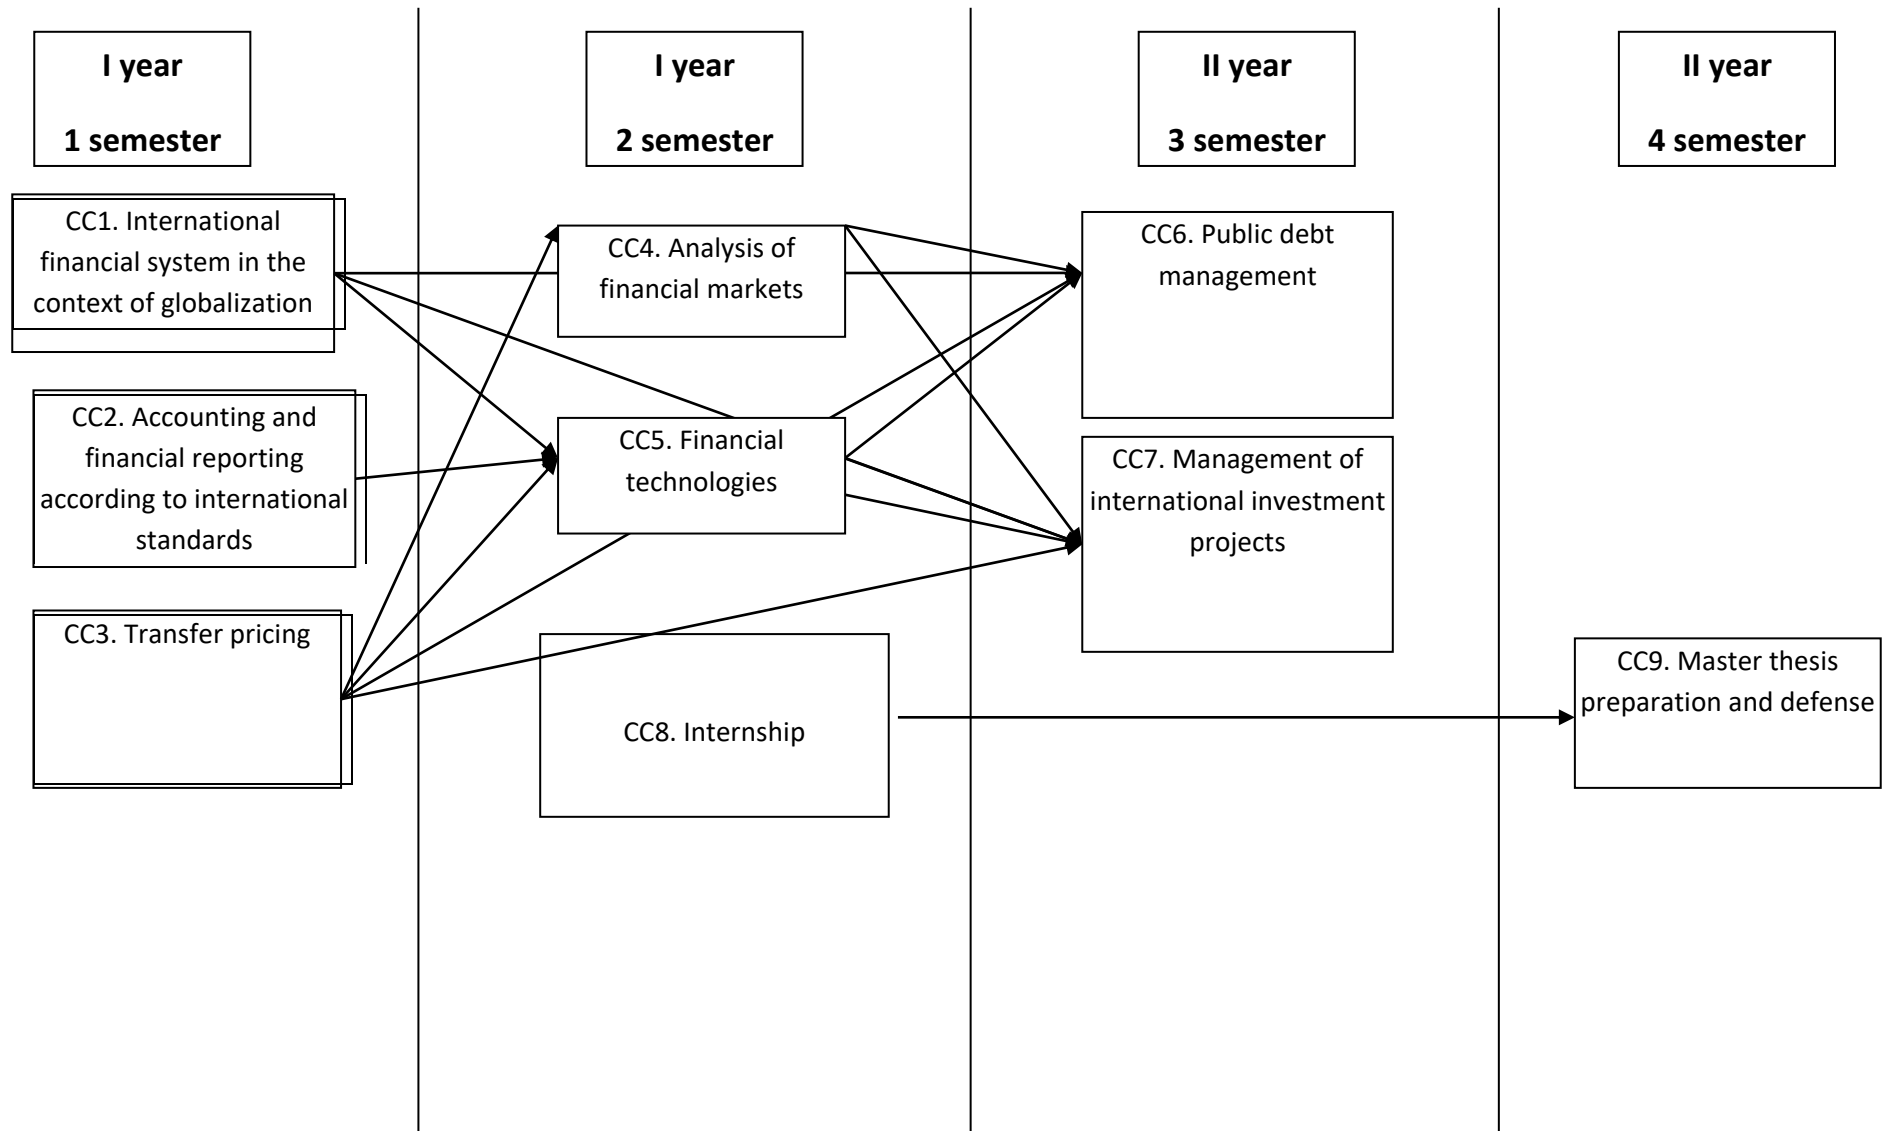 I year
1 semester
I year
2 semester
II year
3 semester
II year
4 semester
CC1. International
financial system in the
context of globalization
CC2. Accounting and
financial reporting
according to international
standards
CC3. Transfer pricing
CC4. Analysis of
financial markets
CC5. Financial
technologies
CC8. Internship
CC6. Public debt
management
CC7. Management of
international investment
projects
CC9. Master thesis
preparation and defense